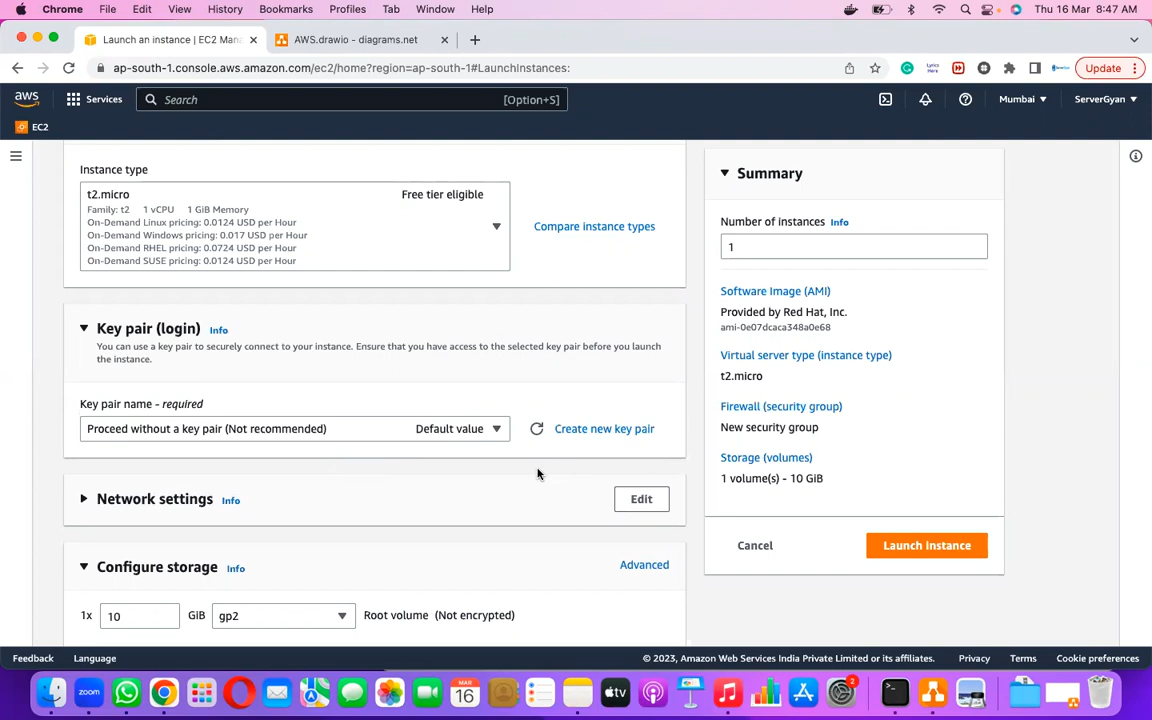 Chrome File Edit View History Bookmarks Profiles Tab Window Help Thu 16 Mar 8:47 AM
Launch an instance | EC2 Man AWS.drawio - diagrams.net
ap-south-1.console.aws.amazon.com/ec2/home?region=ap-south-1#LaunchInstances: Update
aws Services Search [Option+S] Mumbai ServerGyan
EC2
Instance type
t2.micro Free tier eligible
Family: t2 1 vCPU 1 GiB Memory
On-Demand Linux pricing: 0.0124 USD per Hour
On-Demand Windows pricing: 0.017 USD per Hour
On-Demand RHEL pricing: 0.0724 USD per Hour
On-Demand SUSE pricing: 0.0124 USD per Hour
Compare instance types
Key pair (login) Info
You can use a key pair to securely connect to your instance. Ensure that you have access to the selected key pair before you launch
the instance.
Key pair name - required
Proceed without a key pair (Not recommended) Default value Create new key pair
Network settings Info Edit
Configure storage Info Advanced
1x 10 GiB gp2 Root volume (Not encrypted)
Summary
Number of instances Info
1
Software Image (AMI)
Provided by Red Hat, Inc.
ami-0e07dcaca348a0e68
Virtual server type (instance type)
t2.micro
Firewall (security group)
New security group
Storage (volumes)
1 volume(s) - 10 GiB
Cancel Launch instance
Feedback Language © 2023, Amazon Web Services India Private Limited or its affiliates. Privacy Terms Cookie preferences
zoom MAR 16 tv 2